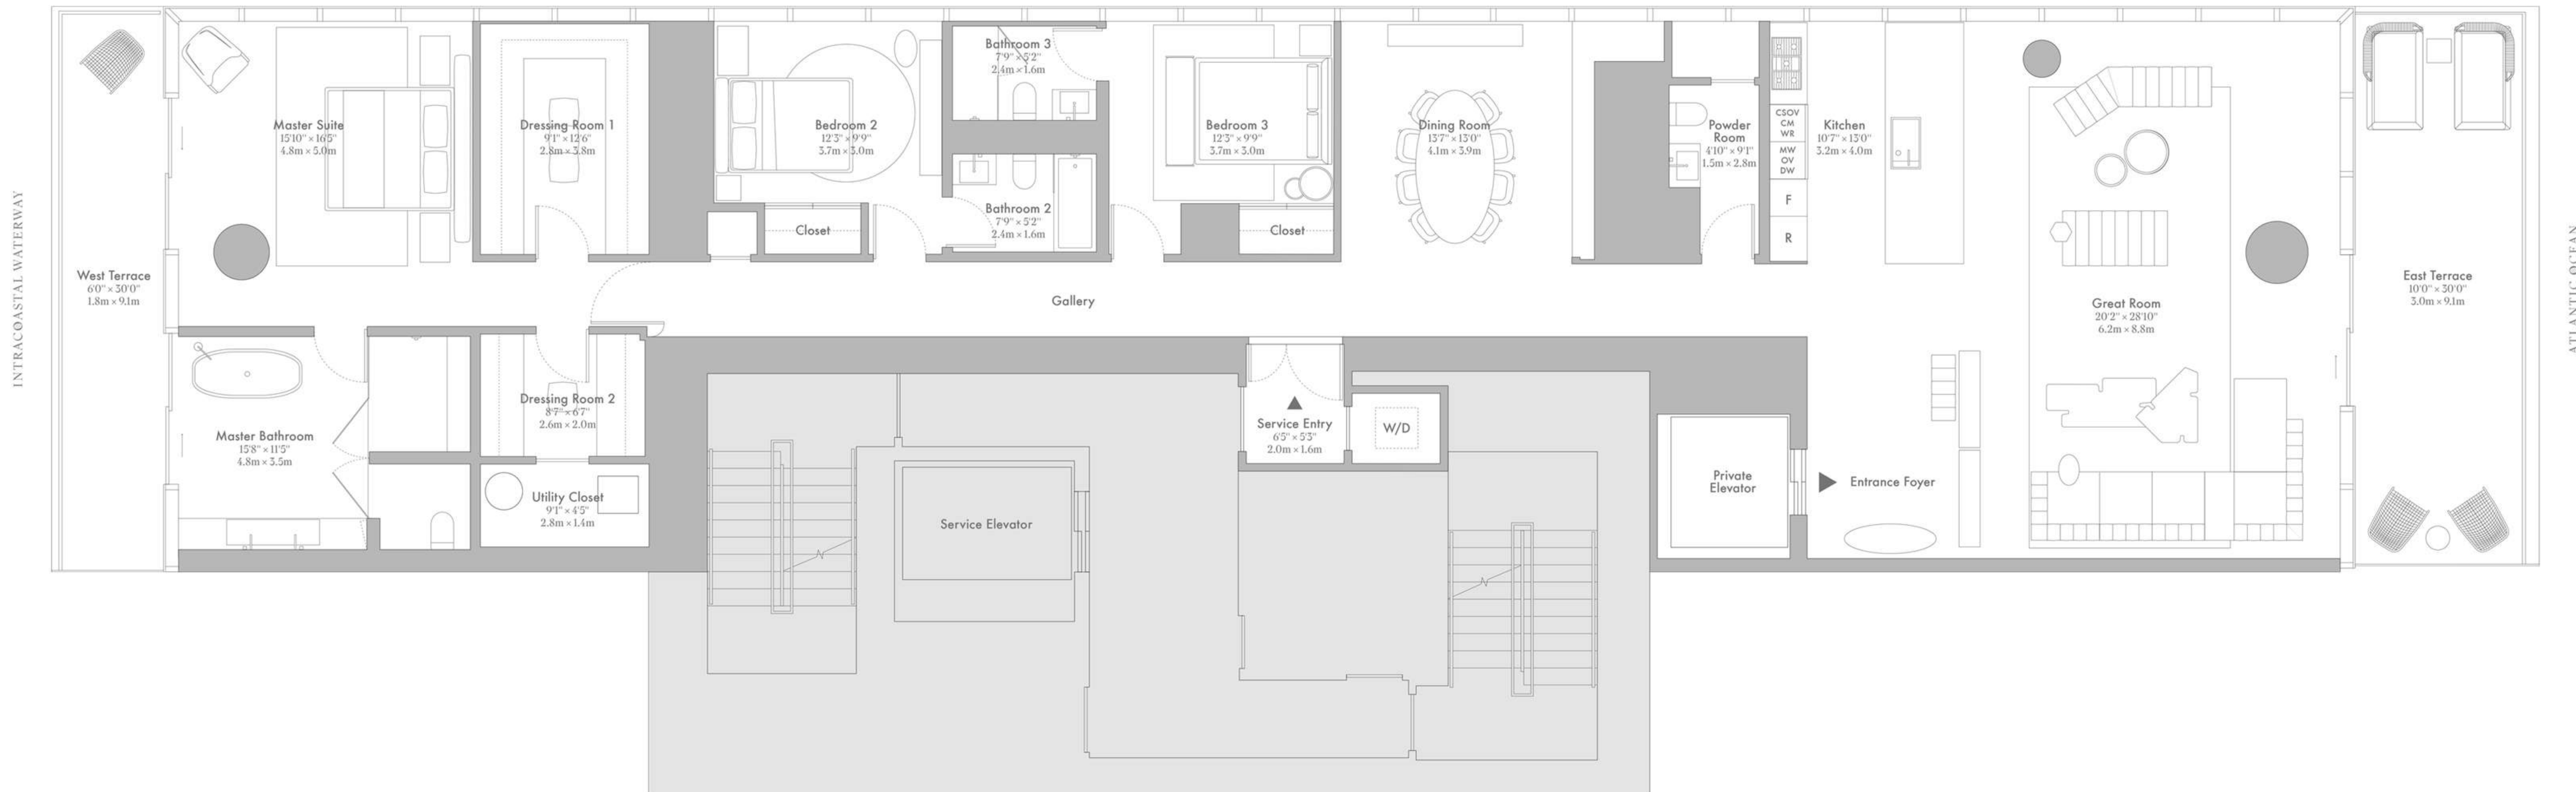 INTRACOASTAL WATERWAY
West Terrace
6'0" × 30'0"
1.8m × 9.1m
Master Suite
15'10" × 16'5"
4.8m × 5.0m
Dressing Room 1
9'1" × 12'6"
2.8m × 3.8m
Bedroom 2
12'3" × 9'9"
3.7m × 3.0m
Closet
Bathroom 3
7'9" × 5'2"
2.4m × 1.6m
Bathroom 2
7'9" × 5'2"
2.4m × 1.6m
Bedroom 3
12'3" × 9'9"
3.7m × 3.0m
Closet
Dining Room
13'7" × 13'0"
4.1m × 3.9m
Powder
Room
4'10" × 9'1"
1.5m × 2.8m
CSOV
CM
WR
MW
OV
DW
F
R
Kitchen
10'7" × 13'0"
3.2m × 4.0m
Gallery
Great Room
20'2" × 28'10"
6.2m × 8.8m
East Terrace
10'0" × 30'0"
3.0m × 9.1m
ATLANTIC OCEAN
Master Bathroom
15'8" × 11'5"
4.8m × 3.5m
Dressing Room 2
8'7" × 6'7"
2.6m × 2.0m
Utility Closet
9'1" × 4'5"
2.8m × 1.4m
Service Elevator
Service Entry
6'5" × 5'3"
2.0m × 1.6m
W/D
Private
Elevator
Entrance Foyer